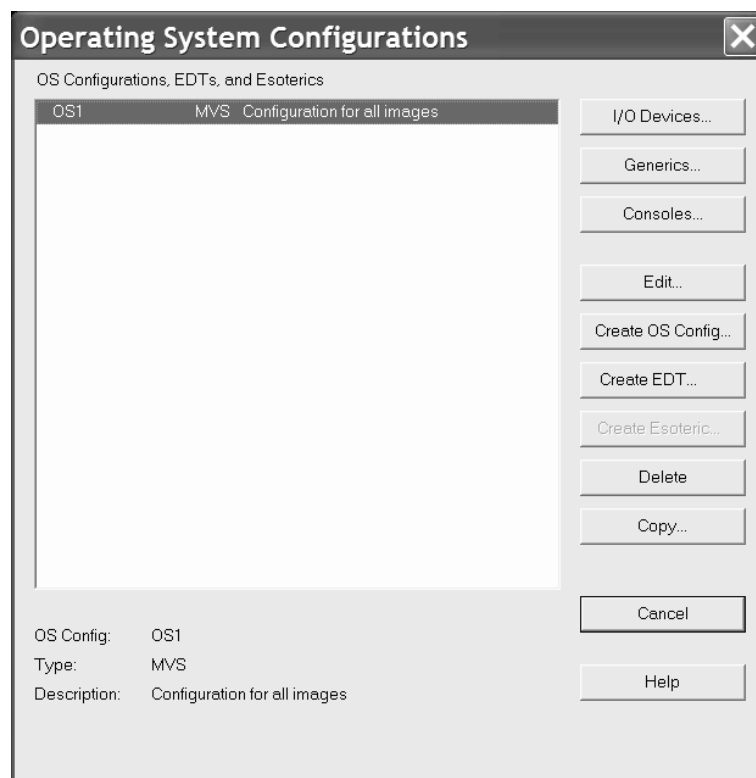 Operating System Configurations
OS Configurations, EDTs, and Esoterics
OS1 MVS Configuration for all images
I/O Devices...
Generics...
Consoles...
Edit...
Create OS Config...
Create EDT...
Create Esoteric...
Delete
Copy...
Cancel
Help
OS Config: OS1
Type: MVS
Description: Configuration for all images